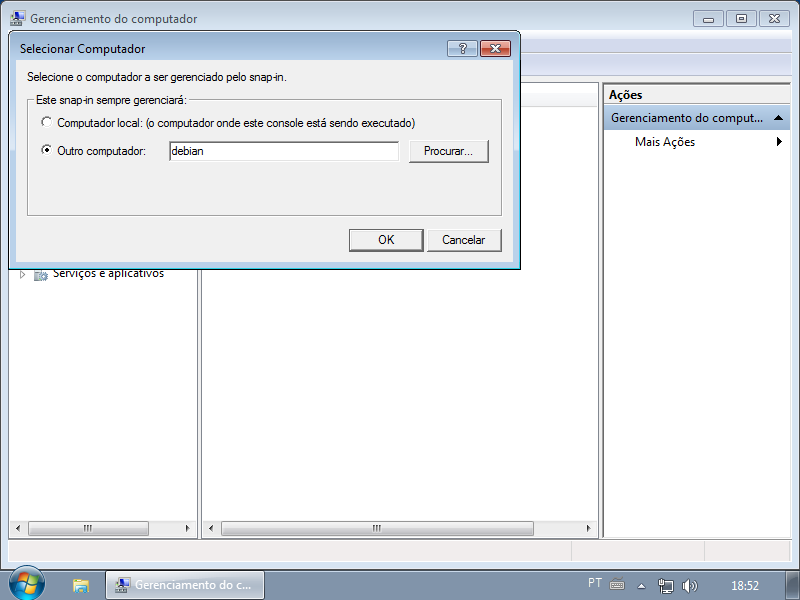 Gerenciamento do computador
Selecionar Computador
Selecione o computador a ser gerenciado pelo snap-in.
Este snap-in sempre gerenciará:
Computador local: (o computador onde este console está sendo executado)
Outro computador:
debian
Procurar...
OK
Cancelar
Serviços e aplicativos
Ações
Gerenciamento do comput...
Mais Ações
Gerenciamento do c...
PT
18:52